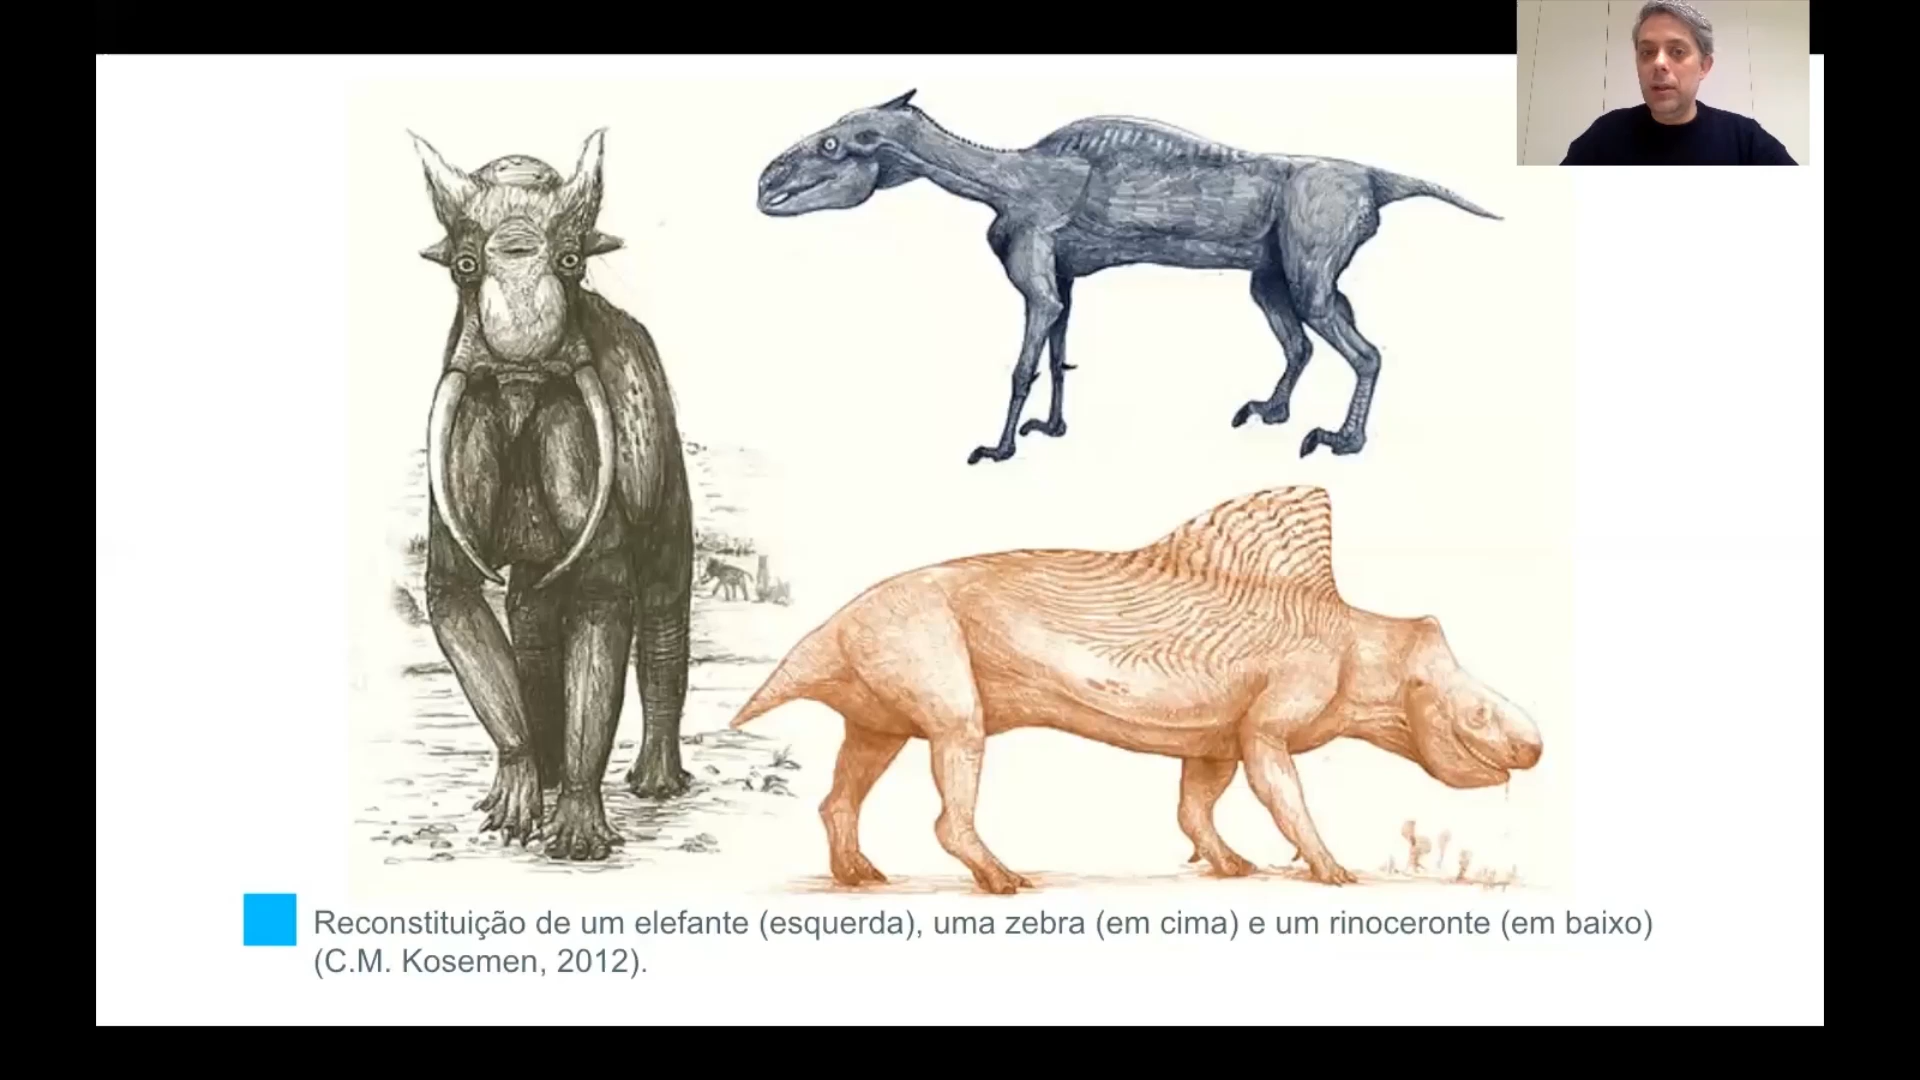 Reconstituição de um elefante (esquerda), uma zebra (em cima) e um rinoceronte (em baixo)
(C.M. Kosemen, 2012).